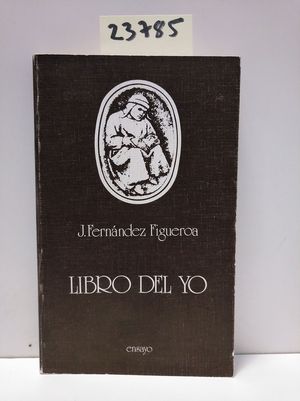 23785
J. Fernández Figueroa
LIBRO DEL YO
ensayo